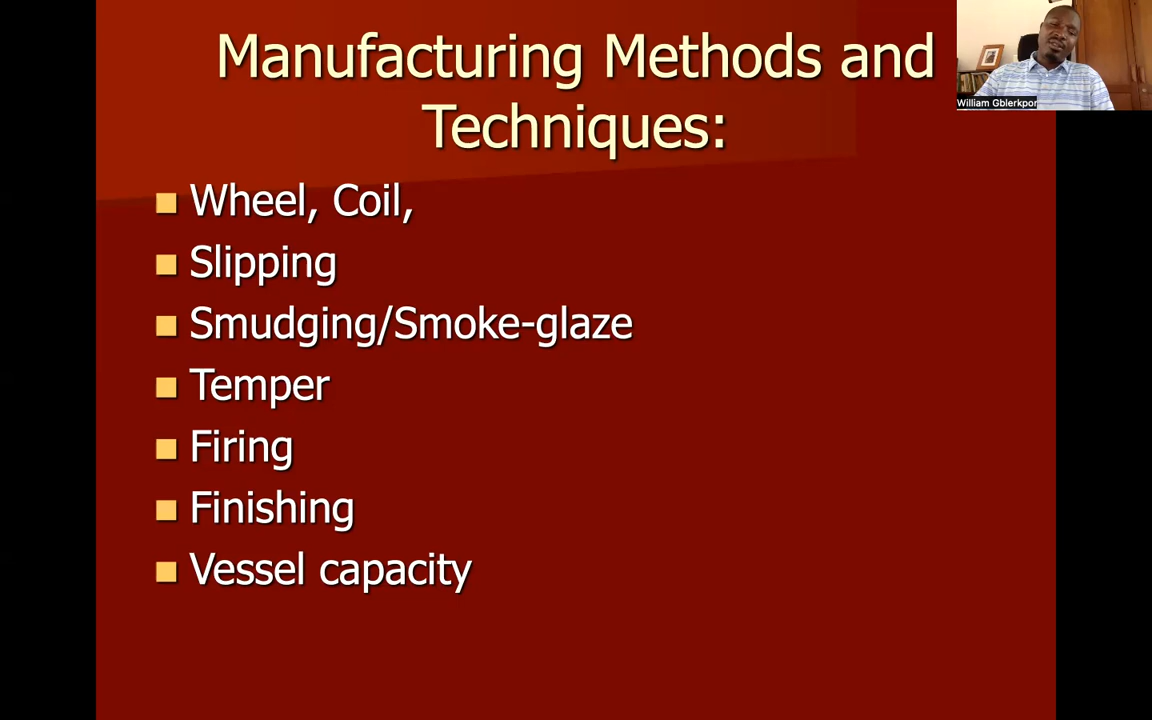 Manufacturing Methods and
Techniques:
William Gblerkpor
Wheel, Coil,
Slipping
Smudging/Smoke-glaze
Temper
Firing
Finishing
Vessel capacity